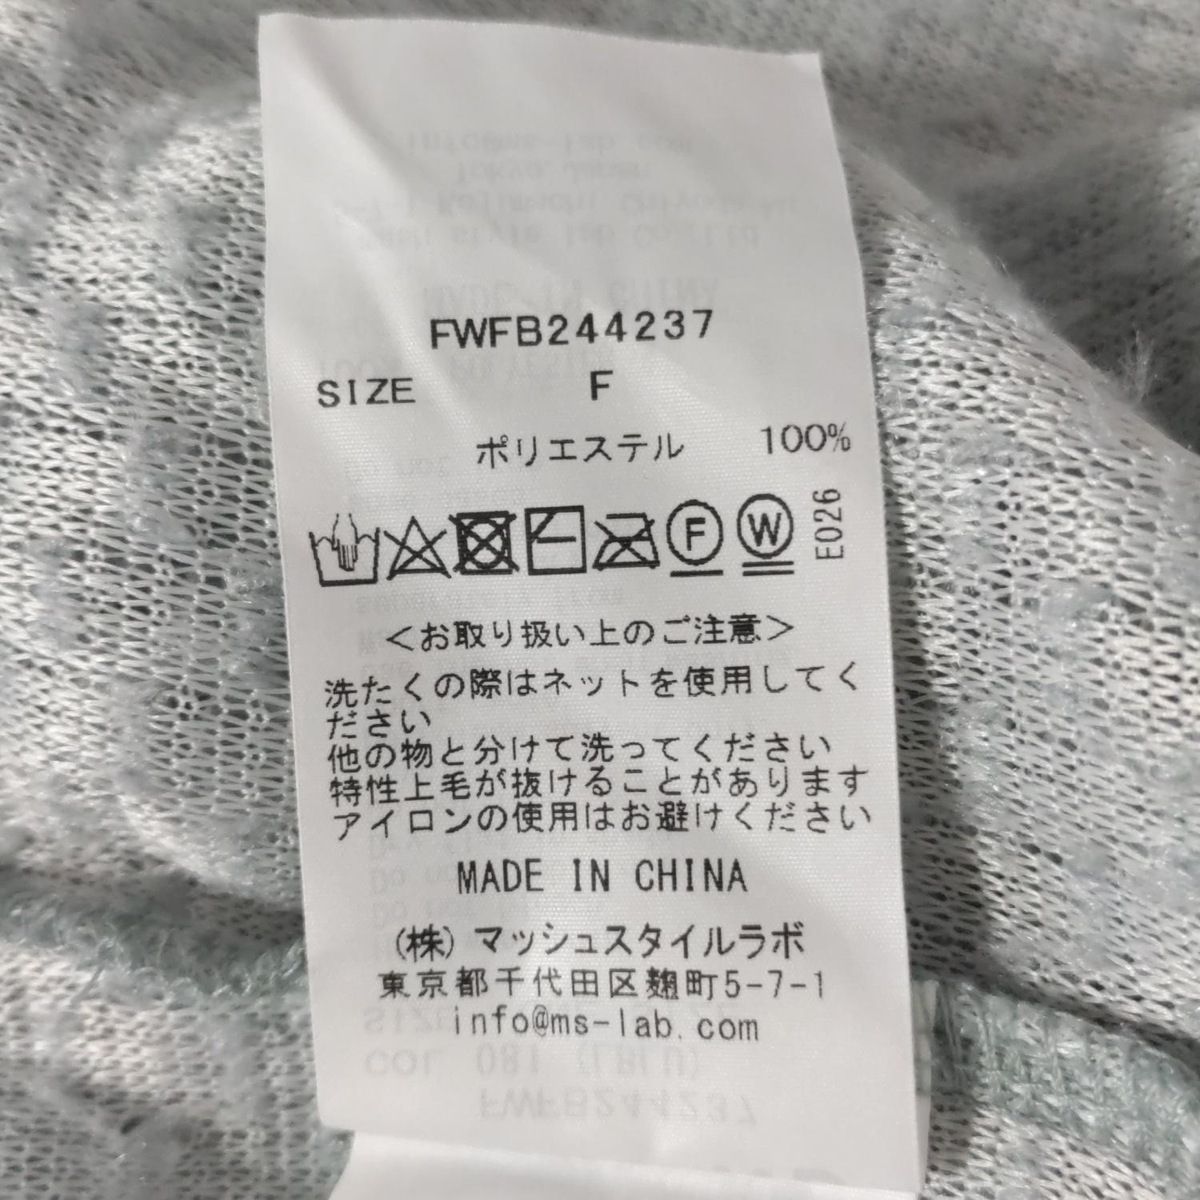 FWFB244237
SIZE F
ポリエステル 100%
F W E026
＜お取り扱い上のご注意＞
洗たくの際はネットを使用してく
ださい
他の物と分けて洗ってください
特性上毛が抜けることがあります
アイロンの使用はお避けください
MADE IN CHINA
(株)マッシュスタイルラボ
東京都千代田区麹町5-7-1
info@ms-lab.com